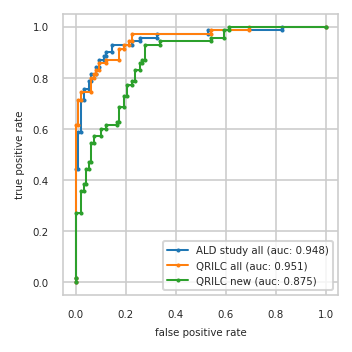 1.0
0.8
0.6
0.4
0.2
0.0
true positive rate
ALD study all (auc: 0.948)
QRILC all (auc: 0.951)
QRILC new (auc: 0.875)
0.0 0.2 0.4 0.6 0.8 1.0
false positive rate